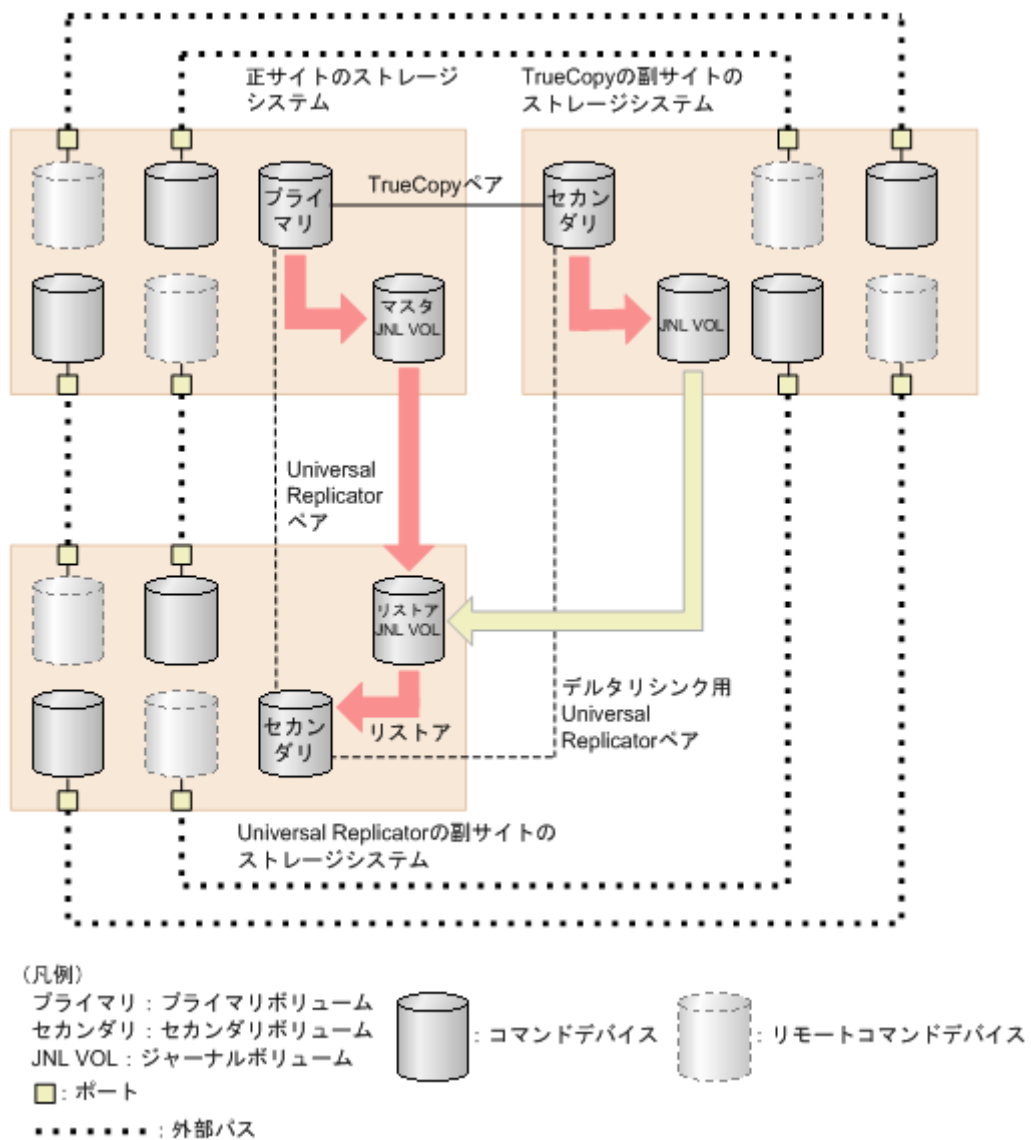 正サイトのストレージ
システム
TrueCopyの副サイトの
ストレージシステム
プライ
マリ
TrueCopyペア
セカン
ダリ
マスタ
JNL VOL
JNL VOL
Universal
Replicator
ペア
リストア
JNL VOL
セカン
ダリ
リストア
デルタリシンク用
Universal
Replicatorペア
Universal Replicatorの副サイトの
ストレージシステム
（凡例）
プライマリ：プライマリボリューム
セカンダリ：セカンダリボリューム
JNL VOL：ジャーナルボリューム
：ポート
：外部パス
：コマンドデバイス
：リモートコマンドデバイス